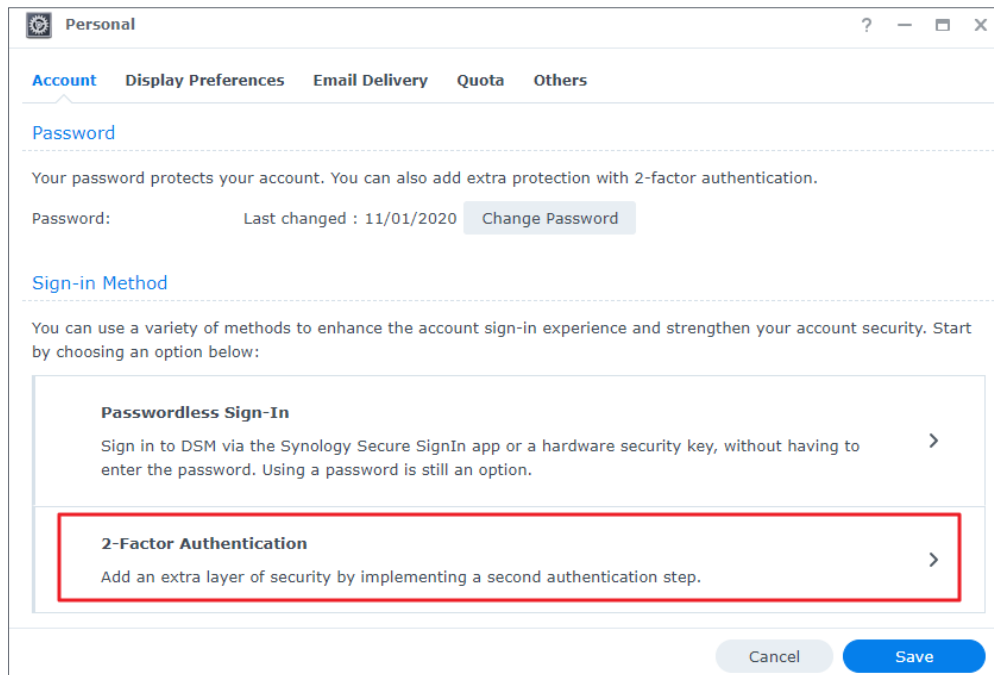 Personal
Account Display Preferences Email Delivery Quota Others
Password
Your password protects your account. You can also add extra protection with 2-factor authentication.
Password: Last changed : 11/01/2020 Change Password
Sign-in Method
You can use a variety of methods to enhance the account sign-in experience and strengthen your account security. Start
by choosing an option below:
Passwordless Sign-In
Sign in to DSM via the Synology Secure SignIn app or a hardware security key, without having to
enter the password. Using a password is still an option.
2-Factor Authentication
Add an extra layer of security by implementing a second authentication step.
Cancel Save